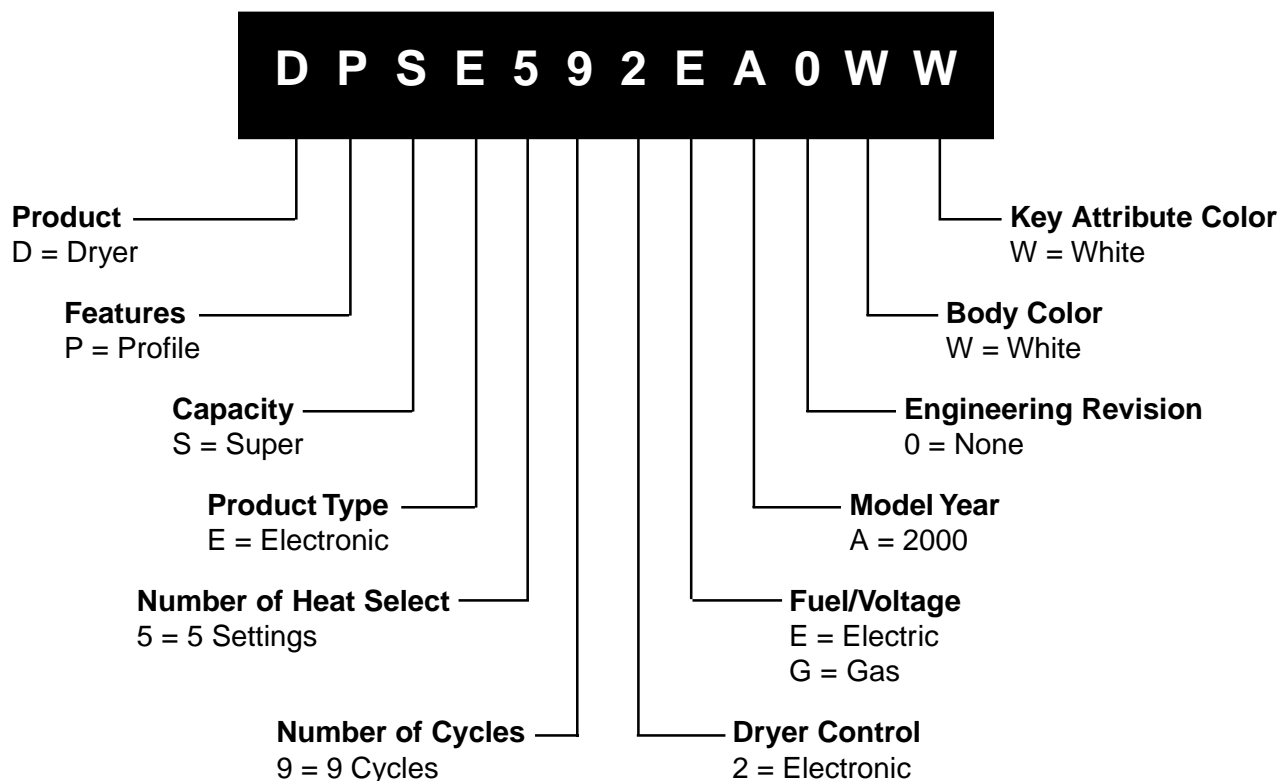 D P S E 5 9 2 E A 0 W W
Product
D = Dryer
Key Attribute Color
W = White
Features
P = Profile
Body Color
W = White
Capacity
S = Super
Engineering Revision
0 = None
Product Type
E = Electronic
Model Year
A = 2000
Number of Heat Select
5 = 5 Settings
Fuel/Voltage
E = Electric
G = Gas
Number of Cycles
9 = 9 Cycles
Dryer Control
2 = Electronic